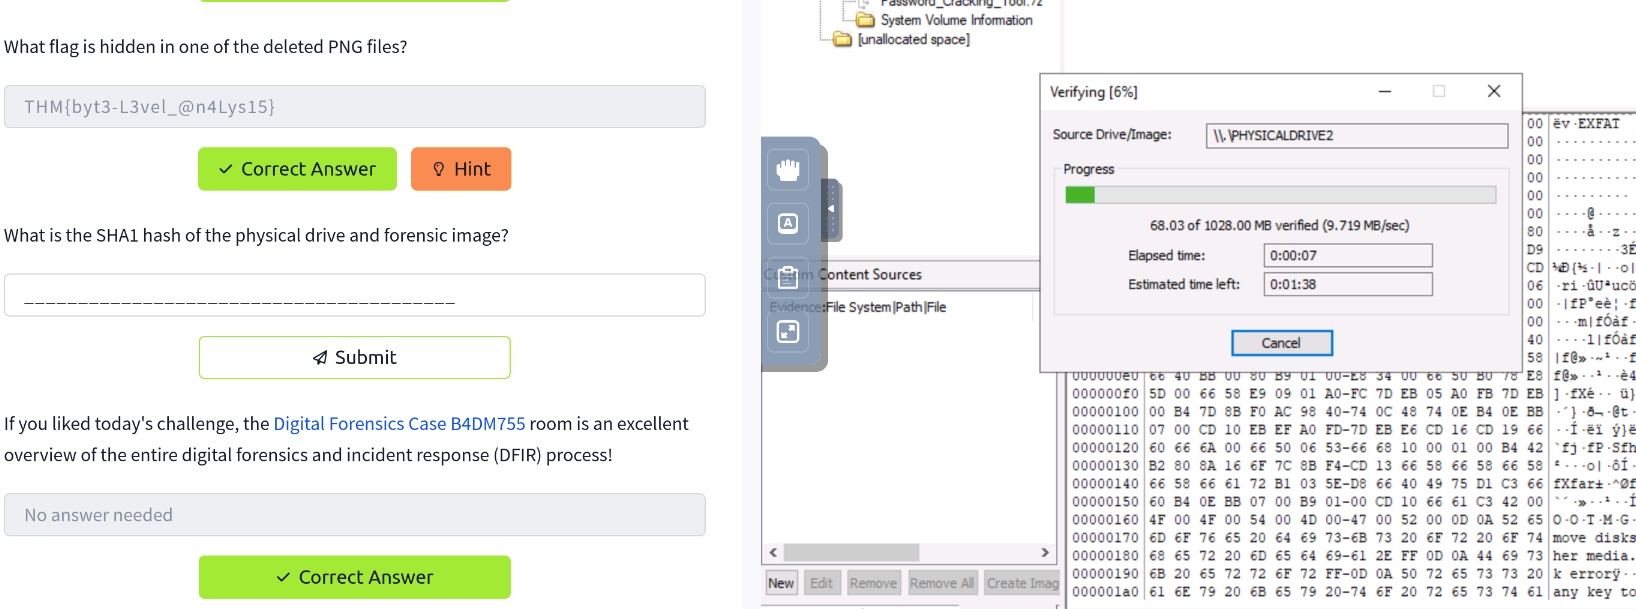 What flag is hidden in one of the deleted PNG files?
THM{byt3-L3vel_@n4Lys15}
Correct Answer
Hint
What is the SHA1 hash of the physical drive and forensic image?
Submit
If you liked today's challenge, the Digital Forensics Case B4DM755 room is an excellent
overview of the entire digital forensics and incident response (DFIR) process!
No answer needed
Correct Answer
Password_Cracking_Tool.7z
System Volume Information
[unallocated space]
Verifying [6%]
Source Drive/Image:
\\.\PHYSICALDRIVE2
Progress
68.03 of 1028.00 MB verified (9.719 MB/sec)
Elapsed time:
0:00:07
Estimated time left:
0:01:38
Cancel
Content Sources
Evidence:File System|Path|File
New
Edit
Remove
Remove All
Create Imag
000000e0 66 40 BB 00 80 B9 01 00-E8 34 00 66 50 B0 78 E8
000000f0 5D 00 66 58 E9 09 01 A0-FC 7D EB 05 A0 FB 7D EB
00000100 00 B4 7D 8B F0 AC 98 40-74 0C 48 74 0E B4 0E BB
00000110 07 00 CD 10 EB EF A0 FD-7D EB E6 CD 16 CD 19 66
00000120 60 66 6A 00 66 50 06 53-66 68 10 00 01 00 B4 42
00000130 B2 80 8A 16 6F 7C 8B F4-CD 13 66 58 66 58 66 58
00000140 66 58 66 61 72 B1 03 5E-D8 66 40 49 75 D1 C3 66
00000150 60 B4 0E BB 07 00 B9 01-00 CD 10 66 61 C3 42 00
00000160 4F 00 4F 00 54 00 4D 00-47 00 52 00 0D 0A 52 65
00000170 6D 6F 76 65 20 64 69 73-6B 73 20 6F 72 20 6F 74
00000180 68 65 72 20 6D 65 64 69-61 2E FF 0D 0A 44 69 73
00000190 6B 20 65 72 72 6F 72 FF-0D 0A 50 72 65 73 73 20
000001a0 61 6E 79 20 6B 65 79 20-74 6F 20 72 65 73 74 61
00
00
00
00
00
00
80
D9
CD
06
00
00
40
58
ëv·EXFAT
O·O·T·M·G·
move disks
her media.
k errorÿ··
any key to